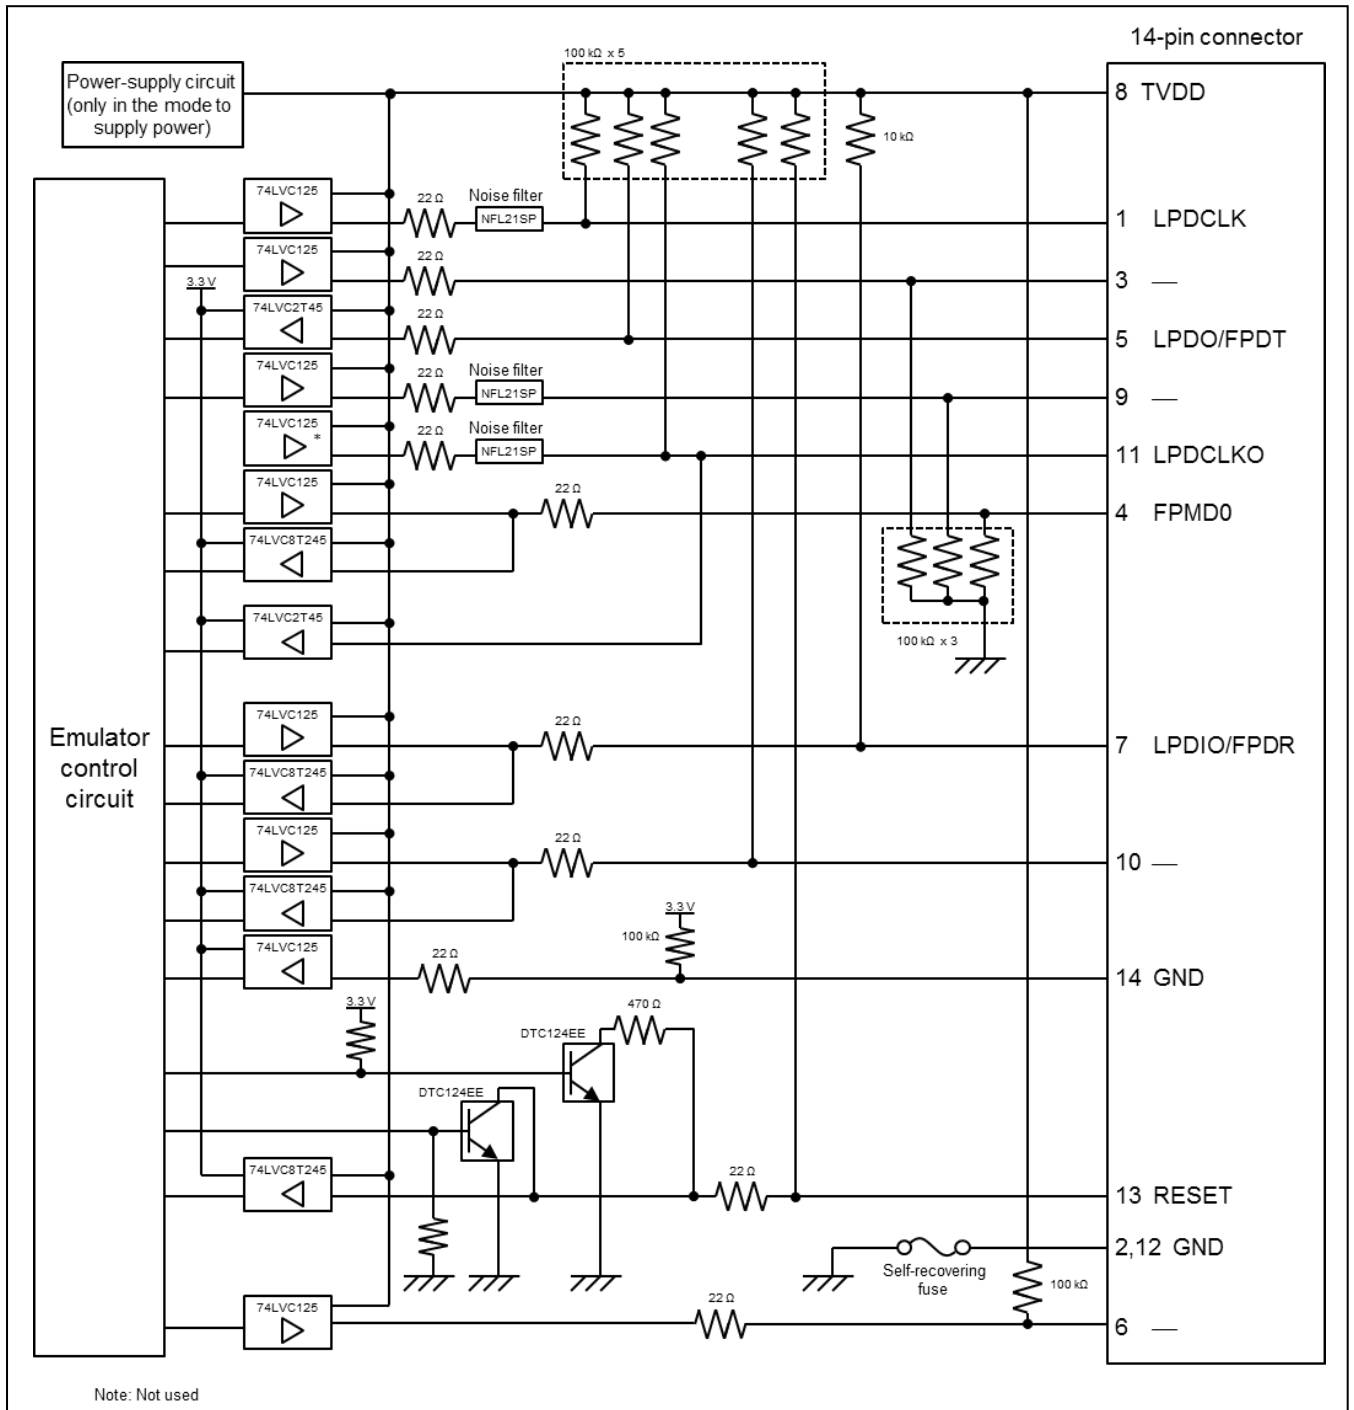 14-pin connector
100 kΩ x 5
Power-supply circuit
(only in the mode to
supply power)
8 TVDD
10 kΩ
74LVC125
22 Ω
Noise filter
NFL21SP
1 LPDCLK
74LVC125
22 Ω
3 —
3.3 V
74LVC2T45
22 Ω
5 LPDO/FPDT
74LVC125
22 Ω
Noise filter
NFL21SP
9 —
74LVC125
*
22 Ω
Noise filter
NFL21SP
11 LPDCLKO
74LVC125
22 Ω
4 FPMD0
74LVC8T245
74LVC2T45
100 kΩ x 3
Emulator
control
circuit
74LVC125
22 Ω
7 LPDIO/FPDR
74LVC8T245
74LVC125
22 Ω
10 —
74LVC8T245
3.3 V
100 kΩ
74LVC125
22 Ω
14 GND
3.3 V
470 Ω
DTC124EE
DTC124EE
74LVC8T245
22 Ω
13 RESET
2,12 GND
Self-recovering
fuse
100 kΩ
74LVC125
22 Ω
6 —
Note: Not used